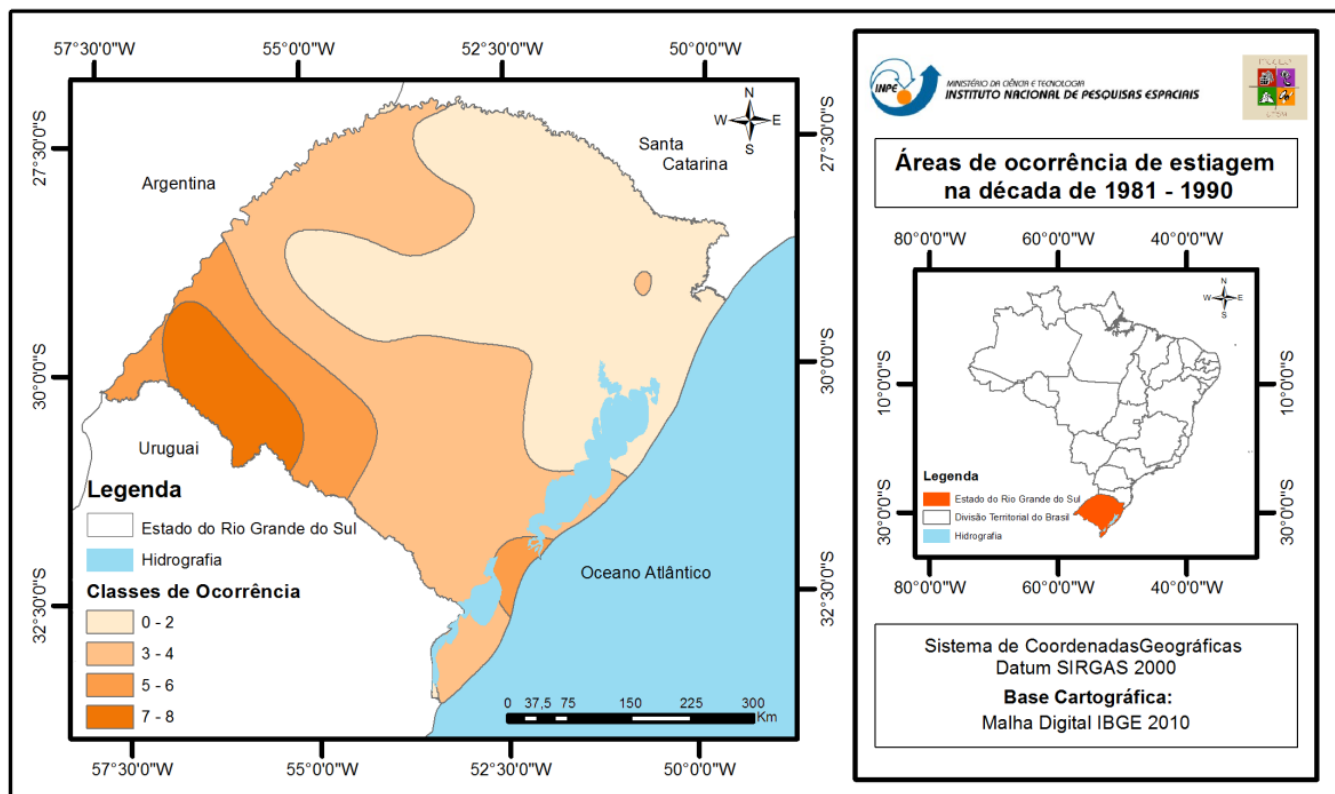 57°30'0"W
55°0'0"W
52°30'0"W
50°0'0"W
27°30'0"S
30°0'0"S
32°30'0"S
27°30'0"S
30°0'0"S
32°30'0"S
N
W
E
S
Santa
Catarina
Argentina
Uruguai
Oceano Atlântico
Legenda
Estado do Rio Grande do Sul
Hidrografia
Classes de Ocorrência
0 - 2
3 - 4
5 - 6
7 - 8
0 37,5 75 150 225 300
Km
57°30'0"W
55°0'0"W
52°30'0"W
50°0'0"W
INPE
MINISTÉRIO DA CIÊNCIA E TECNOLOGIA
INSTITUTO NACIONAL DE PESQUISAS ESPACIAIS
Áreas de ocorrência de estiagem
na década de 1981 - 1990
80°0'0"W
60°0'0"W
40°0'0"W
10°0'0"S
30°0'0"S
10°0'0"S
30°0'0"S
N
W
E
S
Legenda
Estado do Rio Grande do Sul
Divisão Territorial do Brasil
Hidrografia
80°0'0"W
60°0'0"W
40°0'0"W
Sistema de CoordenadasGeográficas
Datum SIRGAS 2000
Base Cartográfica:
Malha Digital IBGE 2010